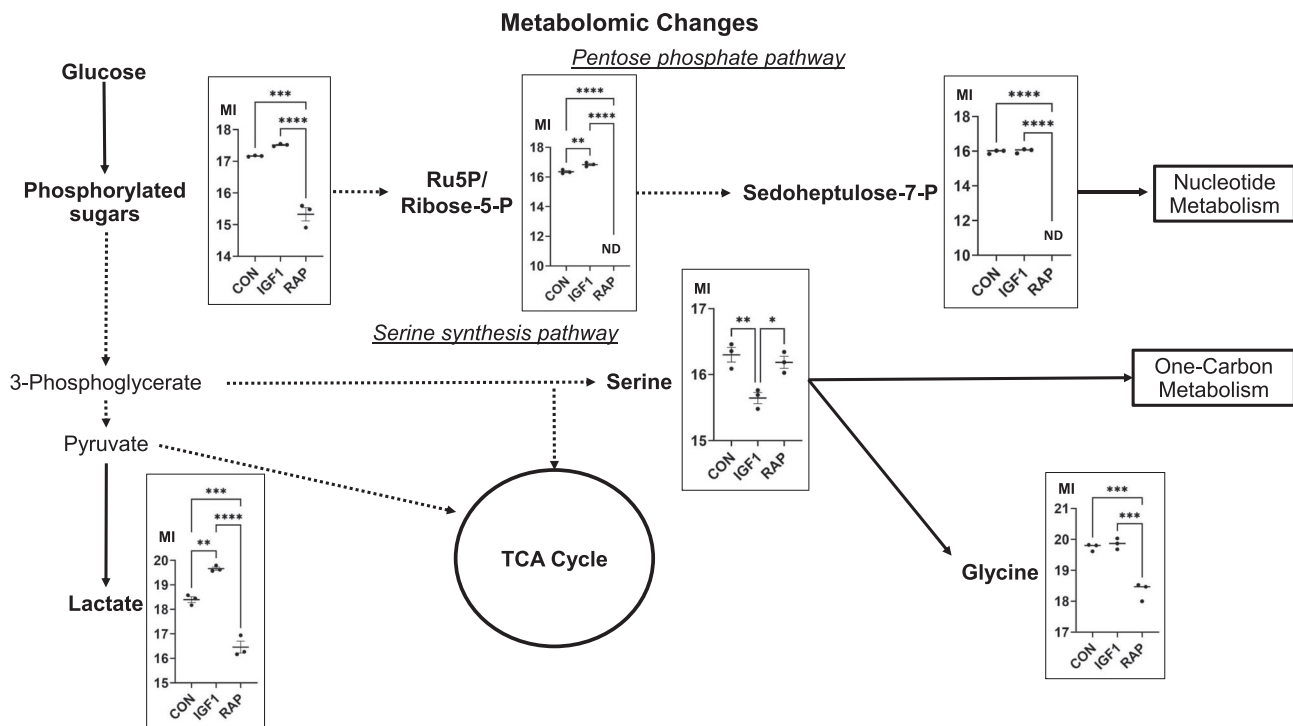 Metabolomic Changes
Pentose phosphate pathway
Glucose
Phosphorylated
sugars
MI
***
****
18
17
16
15
14
CON
IGF1
RAP
Ru5P/
Ribose-5-P
MI
****
****
**
18
16
14
12
10
ND
CON
IGF1
RAP
Sedoheptulose-7-P
MI
****
****
18
16
14
12
10
ND
CON
IGF1
RAP
Nucleotide
Metabolism
Serine synthesis pathway
3-Phosphoglycerate
Serine
MI
**
*
17
16
15
CON
IGF1
RAP
One-Carbon
Metabolism
Pyruvate
TCA Cycle
Lactate
MI
***
****
**
20
19
18
17
16
15
CON
IGF1
RAP
Glycine
MI
***
***
21
20
19
18
17
CON
IGF1
RAP